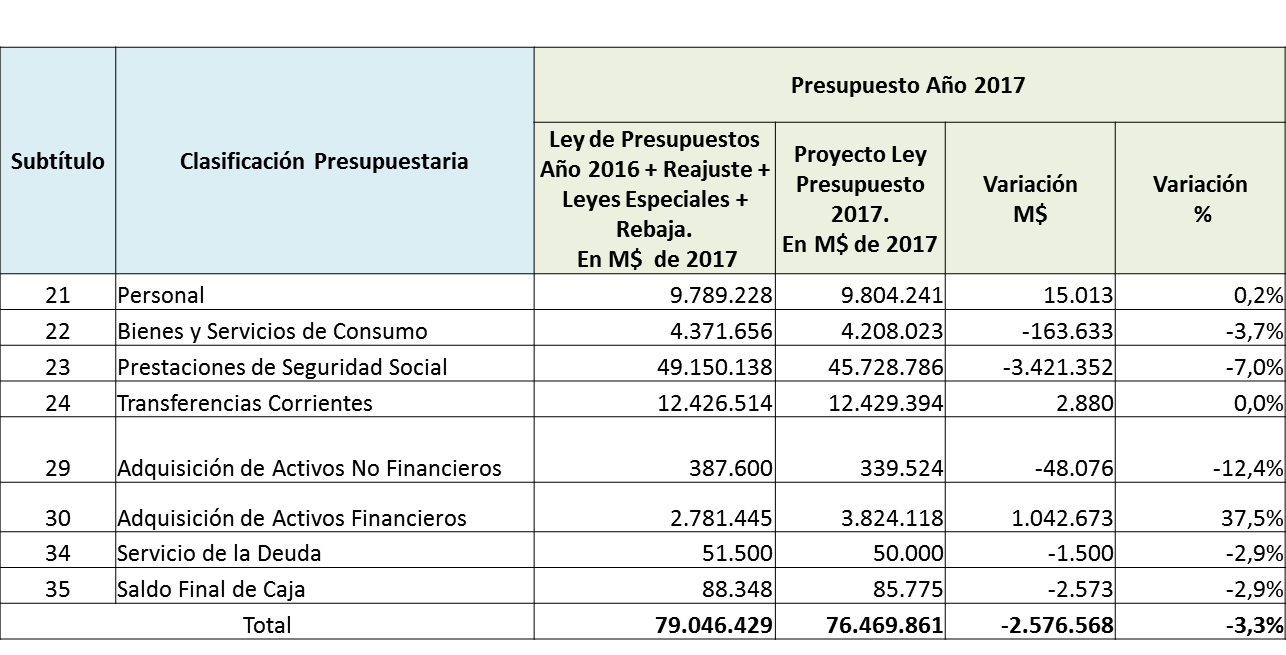 Presupuesto Año 2017
Subtítulo
Clasificación Presupuestaria
Ley de Presupuestos
Año 2016 + Reajuste +
Leyes Especiales +
Rebaja.
En M$ de 2017
Proyecto Ley
Presupuesto
2017.
En M$ de 2017
Variación
M$
Variación
%
21 Personal 9.789.228 9.804.241 15.013 0,2%
22 Bienes y Servicios de Consumo 4.371.656 4.208.023 -163.633 -3,7%
23 Prestaciones de Seguridad Social 49.150.138 45.728.786 -3.421.352 -7,0%
24 Transferencias Corrientes 12.426.514 12.429.394 2.880 0,0%
29 Adquisición de Activos No Financieros 387.600 339.524 -48.076 -12,4%
30 Adquisición de Activos Financieros 2.781.445 3.824.118 1.042.673 37,5%
34 Servicio de la Deuda 51.500 50.000 -1.500 -2,9%
35 Saldo Final de Caja 88.348 85.775 -2.573 -2,9%
Total 79.046.429 76.469.861 -2.576.568 -3,3%